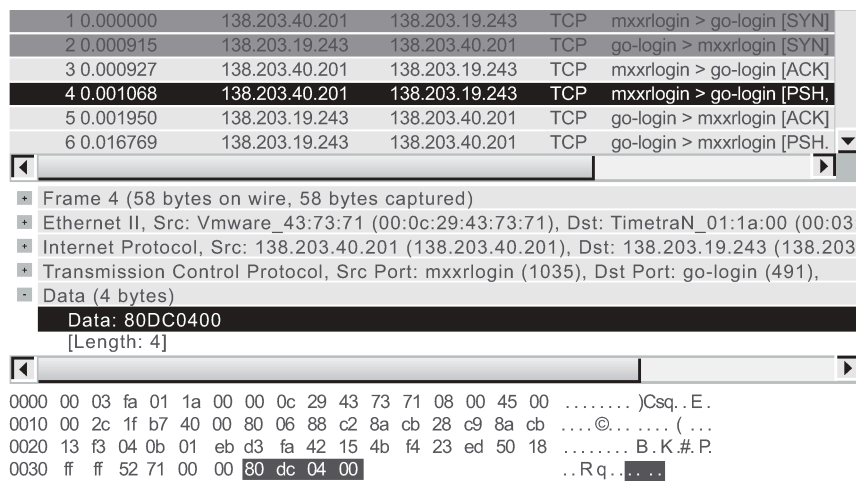 1 0.000000 138.203.40.201 138.203.19.243 TCP mxxrlogin > go-login [SYN]
2 0.000915 138.203.19.243 138.203.40.201 TCP go-login > mxxrlogin [SYN]
3 0.000927 138.203.40.201 138.203.19.243 TCP mxxrlogin > go-login [ACK]
4 0.001068 138.203.40.201 138.203.19.243 TCP mxxrlogin > go-login [PSH,
5 0.001950 138.203.19.243 138.203.40.201 TCP go-login > mxxrlogin [ACK]
6 0.016769 138.203.19.243 138.203.40.201 TCP go-login > mxxrlogin [PSH.
+ Frame 4 (58 bytes on wire, 58 bytes captured)
+ Ethernet II, Src: Vmware_43:73:71 (00:0c:29:43:73:71), Dst: TimetraN_01:1a:00 (00:03
+ Internet Protocol, Src: 138.203.40.201 (138.203.40.201), Dst: 138.203.19.243 (138.203
+ Transmission Control Protocol, Src Port: mxxrlogin (1035), Dst Port: go-login (491),
- Data (4 bytes)
Data: 80DC0400
[Length: 4]
0000 00 03 fa 01 1a 00 00 0c 29 43 73 71 08 00 45 00 ........ )Csq..E.
0010 00 2c 1f b7 40 00 80 06 88 c2 8a cb 28 c9 8a cb ....©... ....(...
0020 13 f3 04 0b 01 eb d3 fa 42 15 4b f4 23 ed 50 18 ........ B.K.#.P.
0030 ff ff 52 71 00 00 80 dc 04 00 ..Rq......